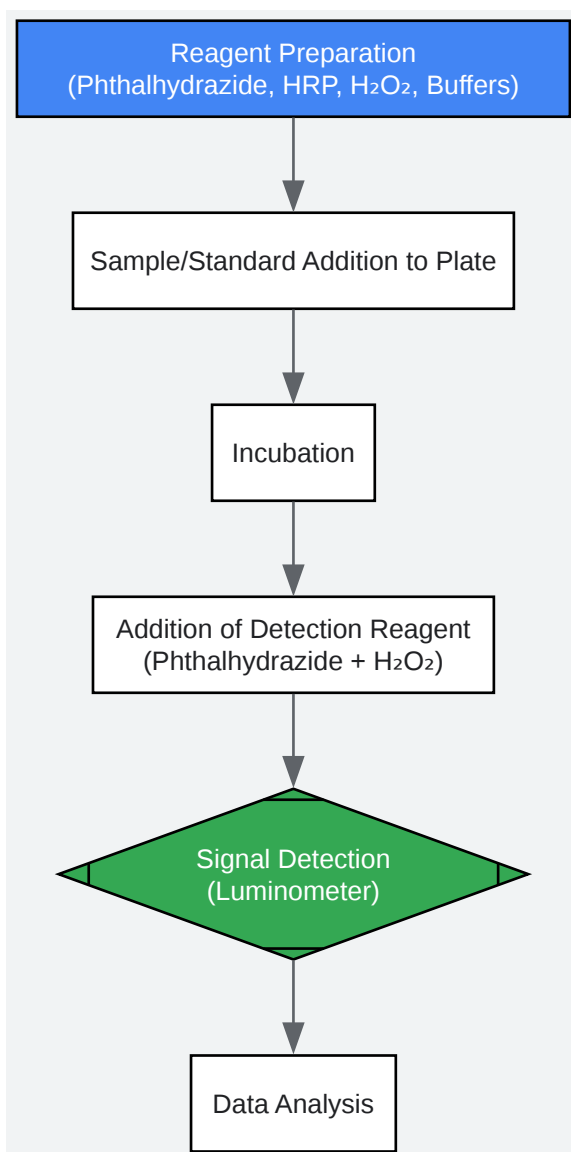 Reagent Preparation
(Phthalhydrazide, HRP, H₂O₂, Buffers)
Sample/Standard Addition to Plate
Incubation
Addition of Detection Reagent
(Phthalhydrazide + H₂O₂)
Signal Detection
(Luminometer)
Data Analysis